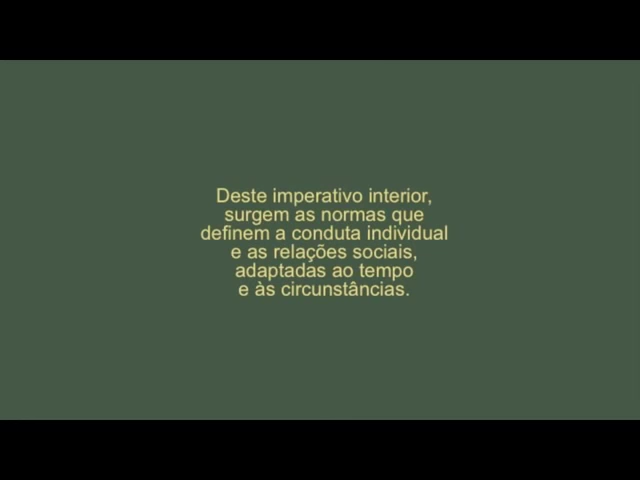 Deste imperativo interior,
surgem as normas que
definem a conduta individual
e as relações sociais,
adaptadas ao tempo
e às circunstâncias.